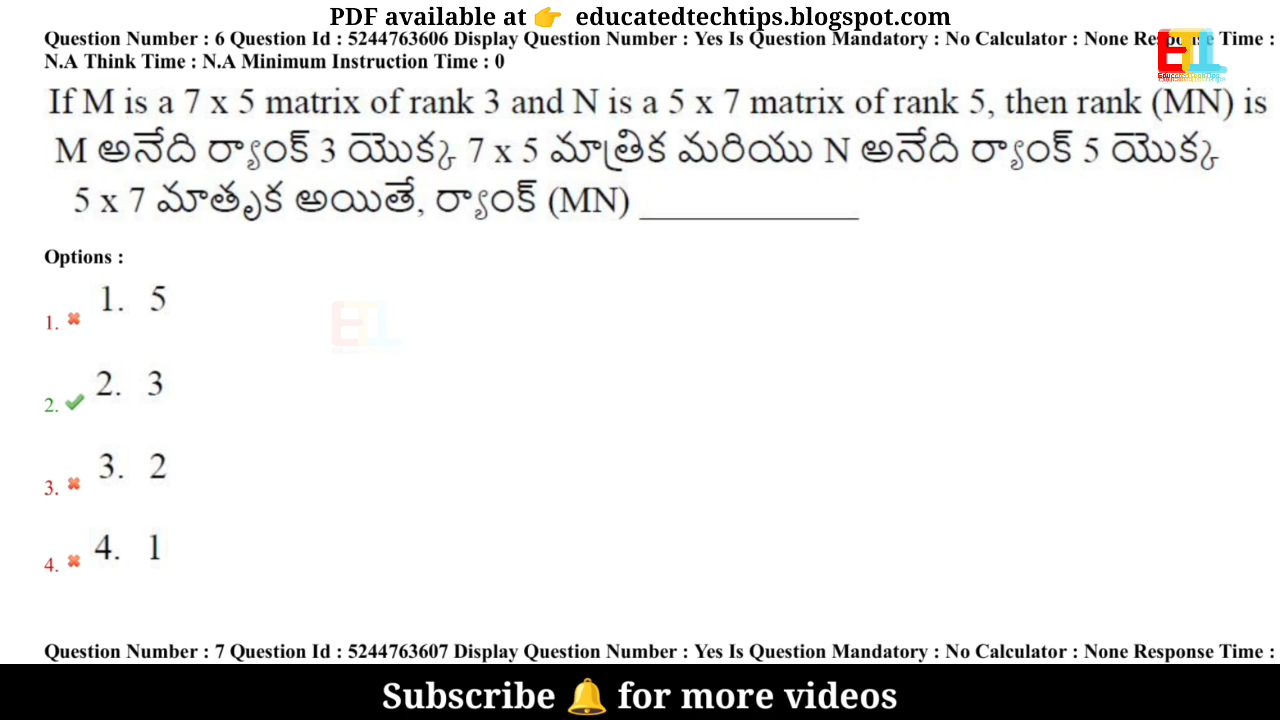 PDF available at 👉 educatedtechtips.blogspot.com
Question Number : 6 Question Id : 5244763606 Display Question Number : Yes Is Question Mandatory : No Calculator : None Response Time :
N.A Think Time : N.A Minimum Instruction Time : 0
If M is a 7 x 5 matrix of rank 3 and N is a 5 x 7 matrix of rank 5, then rank (MN) is
M అనేది ర్యాంక్ 3 యొక్క 7 x 5 మాత్రిక మరియు N అనేది ర్యాంక్ 5 యొక్క
5 x 7 మాతృక అయితే, ర్యాంక్ (MN) ____________
Options :
1. ✖ 1. 5
2. ✔ 2. 3
3. ✖ 3. 2
4. ✖ 4. 1
Question Number : 7 Question Id : 5244763607 Display Question Number : Yes Is Question Mandatory : No Calculator : None Response Time :
Subscribe 🔔 for more videos